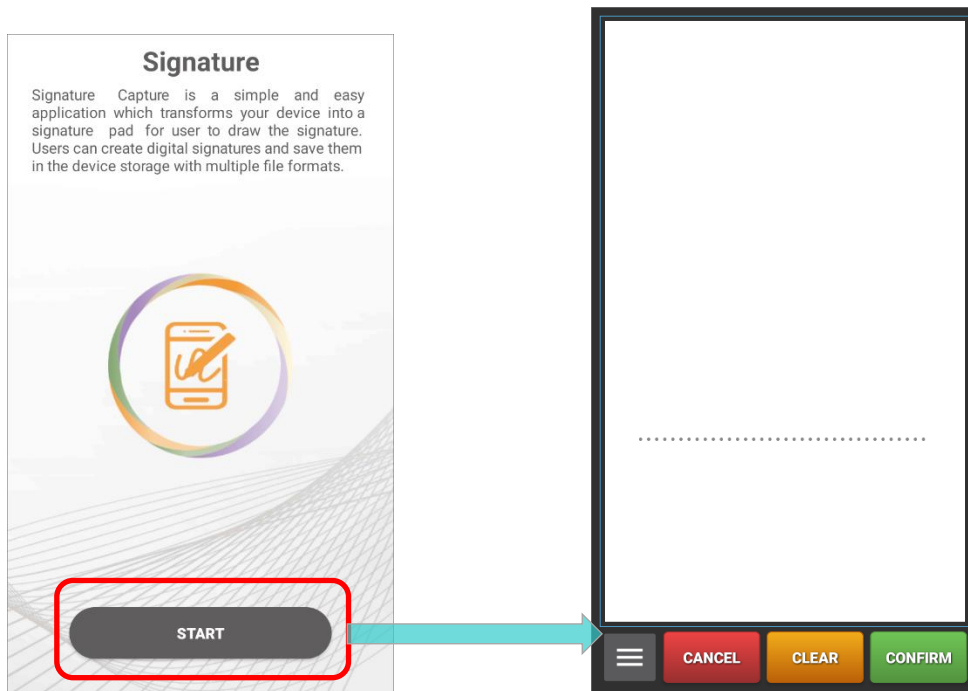 Signature
Signature Capture is a simple and easy
application which transforms your device into a
signature pad for user to draw the signature.
Users can create digital signatures and save them
in the device storage with multiple file formats.
START
CANCEL
CLEAR
CONFIRM